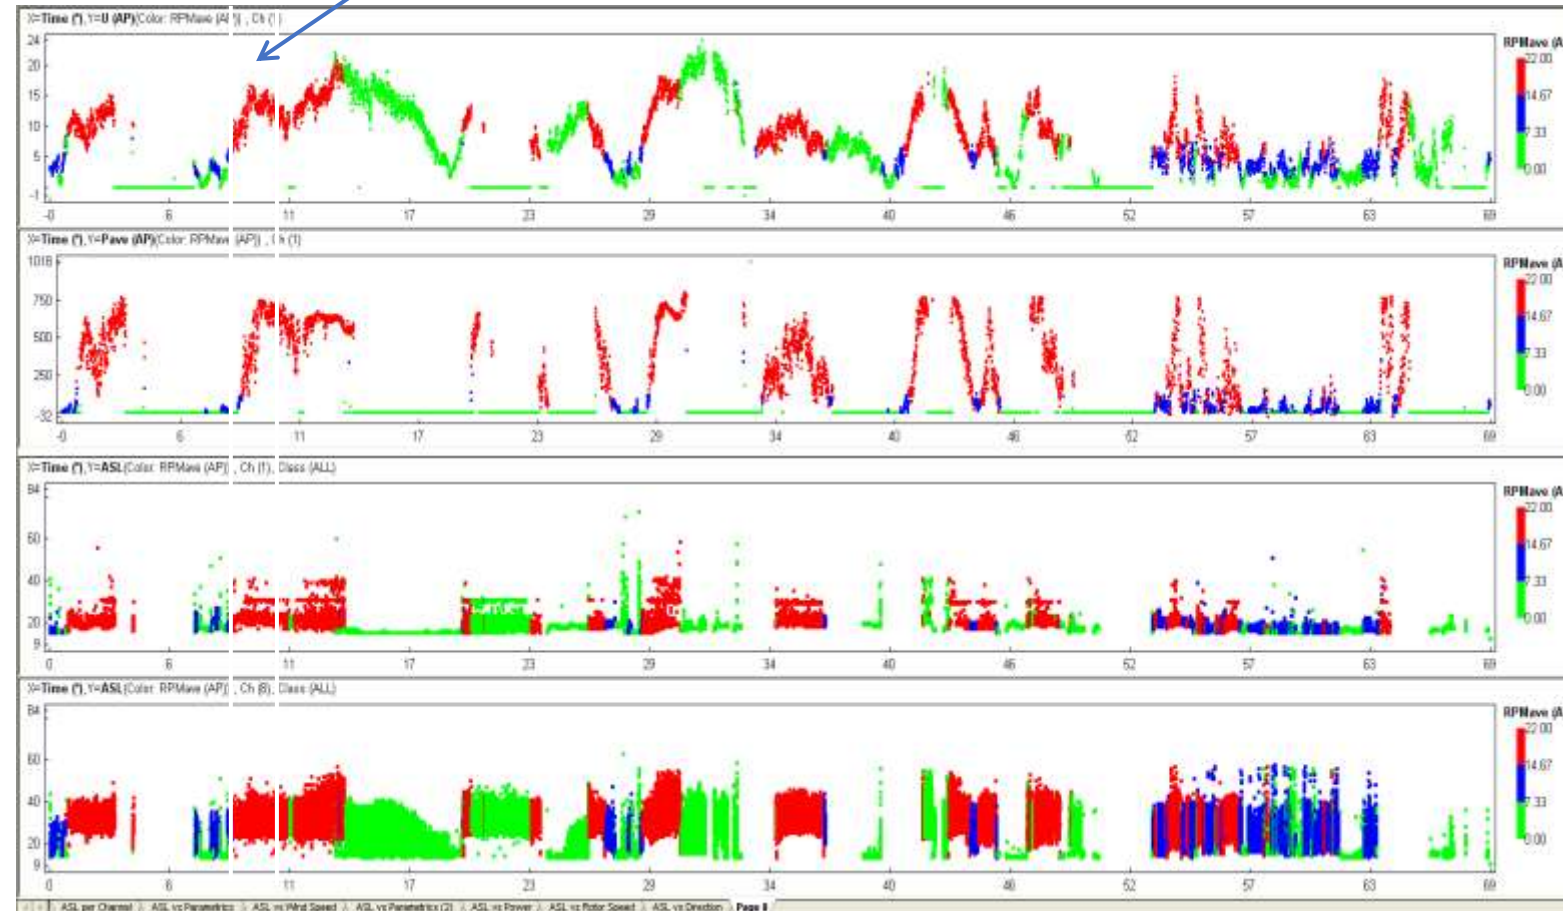 X=Time (*), Y=U (AP)(Color: RPMave (AP)) , Ch (1)
RPMave (A
24
20
15
10
5
-1
22.00
14.67
7.33
0.00
-0 6 11 17 23 29 34 40 46 52 57 63 69
X=Time (*), Y=Pave (AP)(Color: RPMave (AP)) , Ch (1)
RPMave (A
1018
750
500
250
-32
22.00
14.67
7.33
0.00
-0 6 11 17 23 29 34 40 46 52 57 63 69
X=Time (*), Y=ASL(Color: RPMave (AP)) , Ch (1), Class (ALL)
RPMave (A
84
60
40
20
9
22.00
14.67
7.33
0.00
0 6 11 17 23 29 34 40 46 52 57 63 69
X=Time (*), Y=ASL(Color: RPMave (AP)) , Ch (8), Class (ALL)
RPMave (A
84
60
40
20
9
22.00
14.67
7.33
0.00
0 6 11 17 23 29 34 40 46 52 57 63 69
ASL per Channel ASL vs Parametrics ASL vs Wind Speed ASL vs Parametrics (2) ASL vs Power ASL vs Rotor Speed ASL vs Direction Page 8